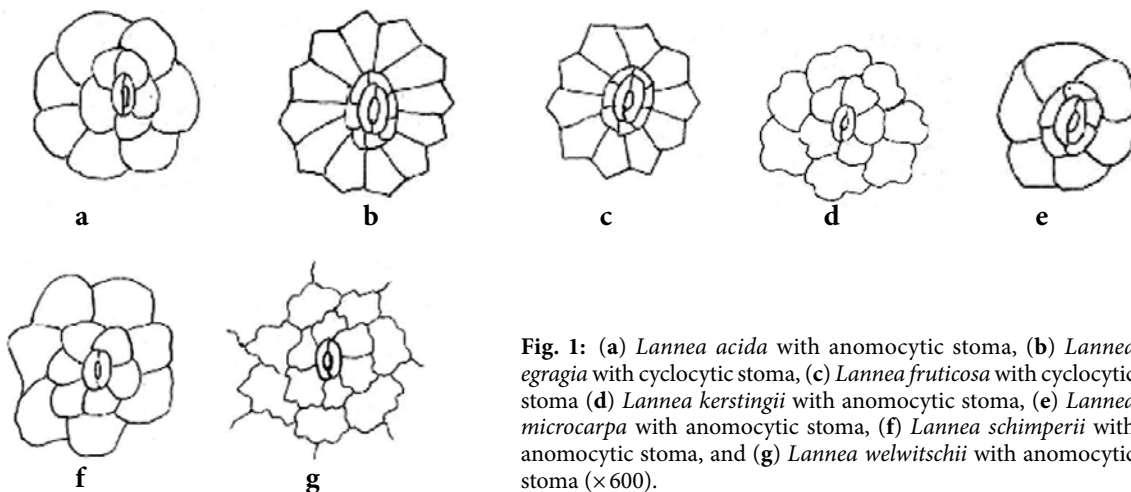 a
b
c
d
e
f
g
Fig. 1: (a) Lannea acida with anomocytic stoma, (b) Lannea
egragia with cyclocytic stoma, (c) Lannea fruticosa with cyclocytic
stoma (d) Lannea kerstingii with anomocytic stoma, (e) Lannea
microcarpa with anomocytic stoma, (f) Lannea schimperii with
anomocytic stoma, and (g) Lannea welwitschii with anomocytic
stoma (×600).